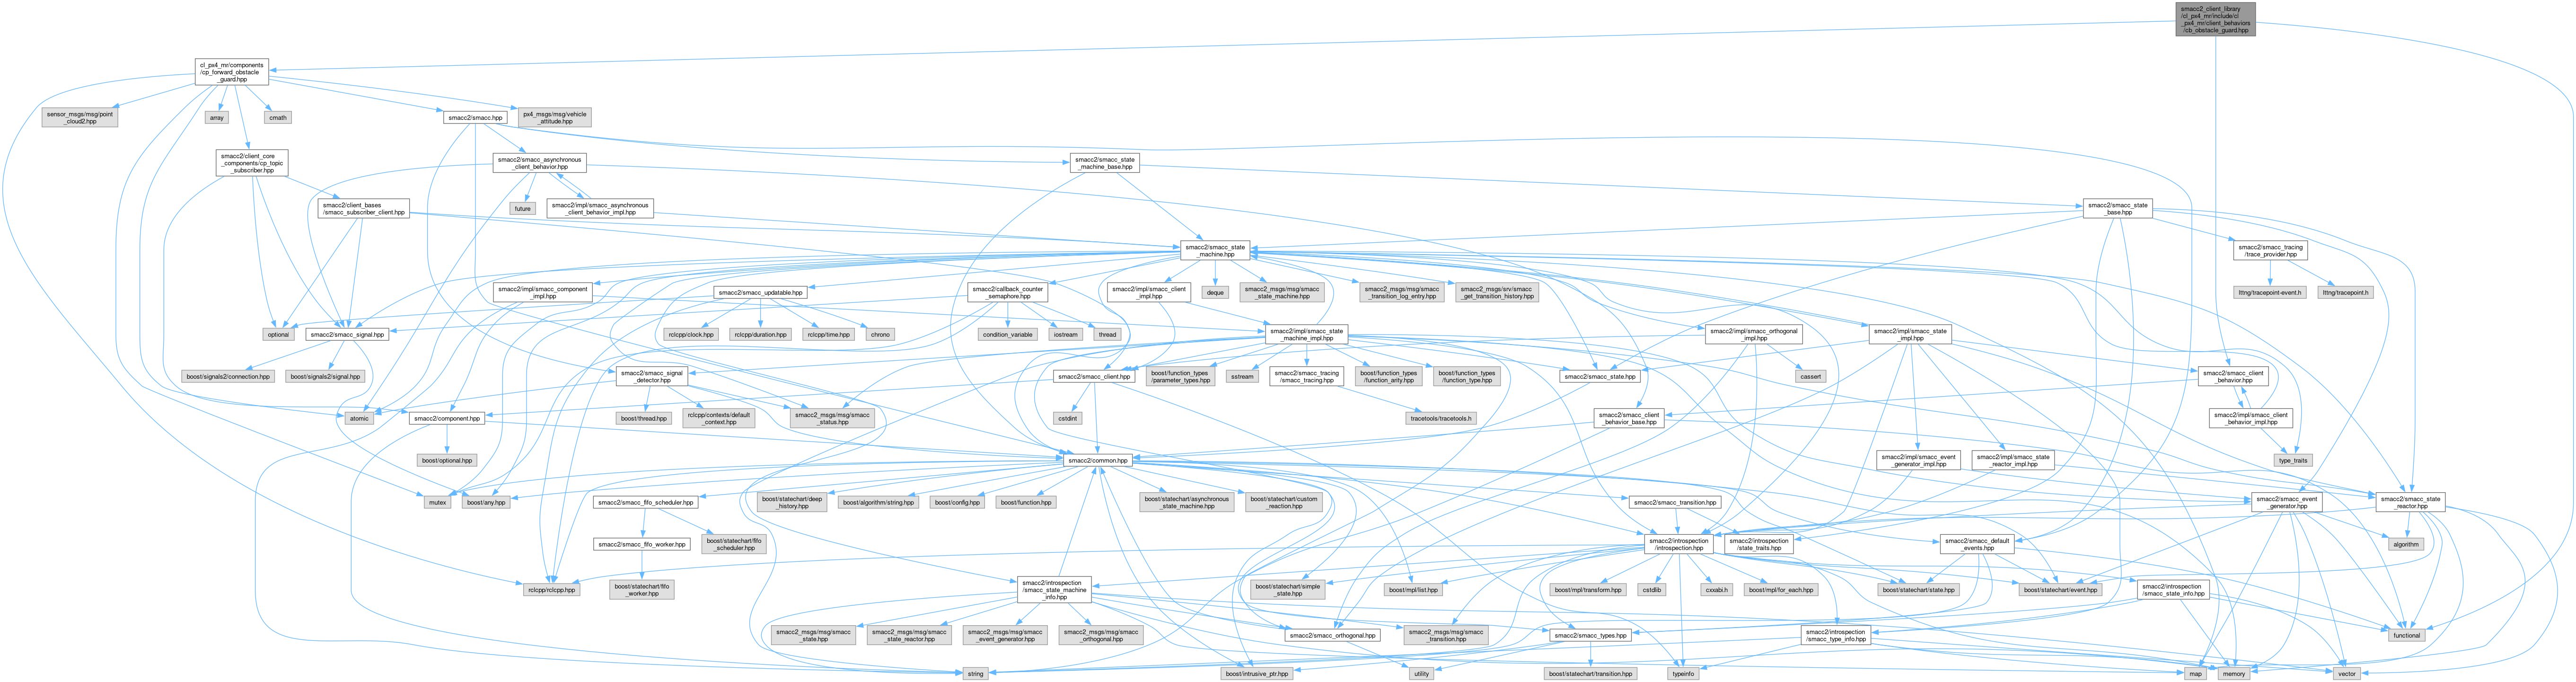 smacc2_client_library
/cl_px4_mr/include/cl
_px4_mr/client_behaviors
/cb_obstacle_guard.hpp
cl_px4_mr/components
/cp_forward_obstacle
_guard.hpp
sensor_msgs/msg/point
_cloud2.hpp
array
cmath
smacc2/smacc.hpp
px4_msgs/msg/vehicle
_attitude.hpp
smacc2/client_core
_components/cp_topic
_subscriber.hpp
smacc2/smacc_asynchronous
_client_behavior.hpp
smacc2/smacc_state
_machine_base.hpp
smacc2/client_bases
/smacc_subscriber_client.hpp
future
smacc2/impl/smacc_asynchronous
_client_behavior_impl.hpp
smacc2/smacc_state
_base.hpp
smacc2/smacc_state
_machine.hpp
smacc2/smacc_tracing
/trace_provider.hpp
smacc2/impl/smacc_component
_impl.hpp
smacc2/smacc_updatable.hpp
smacc2/callback_counter
_semaphore.hpp
smacc2/impl/smacc_client
_impl.hpp
deque
smacc2_msgs/msg/smacc
_state_machine.hpp
smacc2_msgs/msg/smacc
_transition_log_entry.hpp
smacc2_msgs/srv/smacc
_get_transition_history.hpp
lttng/tracepoint-event.h
lttng/tracepoint.h
optional
smacc2/smacc_signal.hpp
rclcpp/clock.hpp
rclcpp/duration.hpp
rclcpp/time.hpp
chrono
condition_variable
iostream
thread
smacc2/impl/smacc_state
_machine_impl.hpp
smacc2/impl/smacc_orthogonal
_impl.hpp
smacc2/impl/smacc_state
_impl.hpp
boost/signals2/connection.hpp
boost/signals2/signal.hpp
smacc2/smacc_signal
_detector.hpp
smacc2/smacc_client.hpp
boost/function_types
/parameter_types.hpp
sstream
smacc2/smacc_tracing
/smacc_tracing.hpp
boost/function_types
/function_arity.hpp
boost/function_types
/function_type.hpp
smacc2/smacc_state.hpp
cassert
smacc2/smacc_client
_behavior.hpp
atomic
smacc2/component.hpp
boost/thread.hpp
rclcpp/contexts/default
_context.hpp
smacc2_msgs/msg/smacc
_status.hpp
cstdint
tracetools/tracetools.h
smacc2/smacc_client
_behavior_base.hpp
smacc2/impl/smacc_client
_behavior_impl.hpp
boost/optional.hpp
smacc2/common.hpp
smacc2/impl/smacc_event
_generator_impl.hpp
smacc2/impl/smacc_state
_reactor_impl.hpp
type_traits
mutex
boost/any.hpp
smacc2/smacc_fifo_scheduler.hpp
boost/statechart/deep
_history.hpp
boost/algorithm/string.hpp
boost/config.hpp
boost/function.hpp
boost/statechart/asynchronous
_state_machine.hpp
boost/statechart/custom
_reaction.hpp
smacc2/smacc_transition.hpp
smacc2/smacc_event
_generator.hpp
smacc2/smacc_state
_reactor.hpp
smacc2/smacc_fifo_worker.hpp
boost/statechart/fifo
_scheduler.hpp
smacc2/introspection
/introspection.hpp
smacc2/introspection
/state_traits.hpp
smacc2/smacc_default
_events.hpp
algorithm
rclcpp/rclcpp.hpp
boost/statechart/fifo
_worker.hpp
smacc2/introspection
/smacc_state_machine
_info.hpp
boost/statechart/simple
_state.hpp
boost/mpl/list.hpp
boost/mpl/transform.hpp
cstdlib
cxxabi.h
boost/mpl/for_each.hpp
boost/statechart/state.hpp
boost/statechart/event.hpp
smacc2/introspection
/smacc_state_info.hpp
smacc2_msgs/msg/smacc
_state.hpp
smacc2_msgs/msg/smacc
_state_reactor.hpp
smacc2_msgs/msg/smacc
_event_generator.hpp
smacc2_msgs/msg/smacc
_orthogonal.hpp
smacc2/smacc_orthogonal.hpp
smacc2_msgs/msg/smacc
_transition.hpp
smacc2/smacc_types.hpp
smacc2/introspection
/smacc_type_info.hpp
functional
string
boost/intrusive_ptr.hpp
utility
boost/statechart/transition.hpp
typeinfo
map
memory
vector